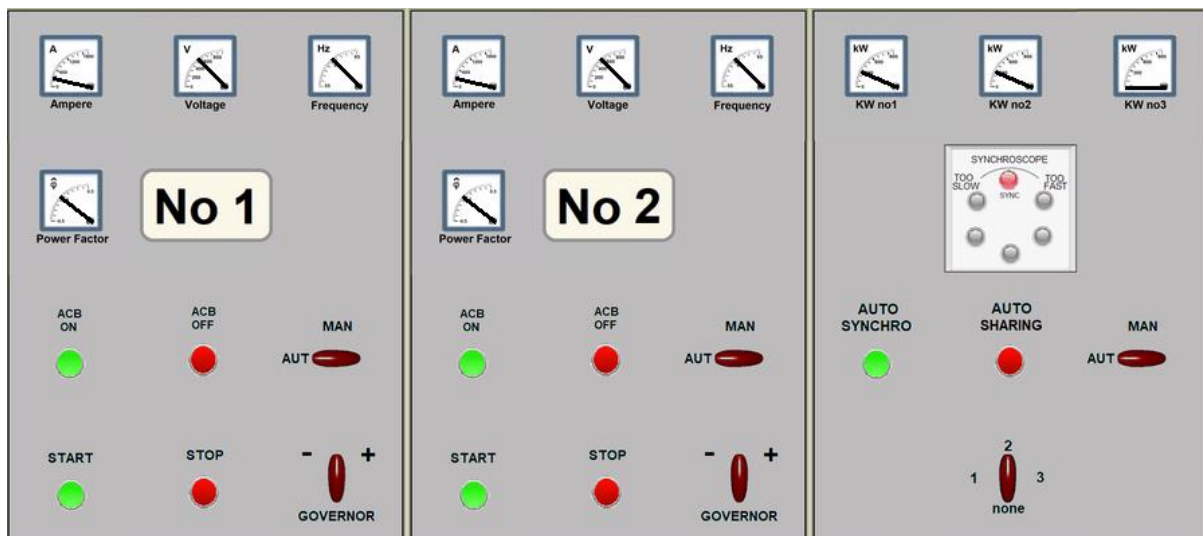 A
V
Hz
Ampere
Voltage
Frequency
Power Factor
No 1
ACB
ON
ACB
OFF
MAN
AUT
START
STOP
- +
GOVERNOR
A
V
Hz
Ampere
Voltage
Frequency
Power Factor
No 2
ACB
ON
ACB
OFF
MAN
AUT
START
STOP
- +
GOVERNOR
kW
kW
kW
KW no1
KW no2
KW no3
SYNCHROSCOPE
TOO
SLOW
TOO
FAST
SYNC
AUTO
SYNCHRO
AUTO
SHARING
MAN
AUT
2
1 3
none